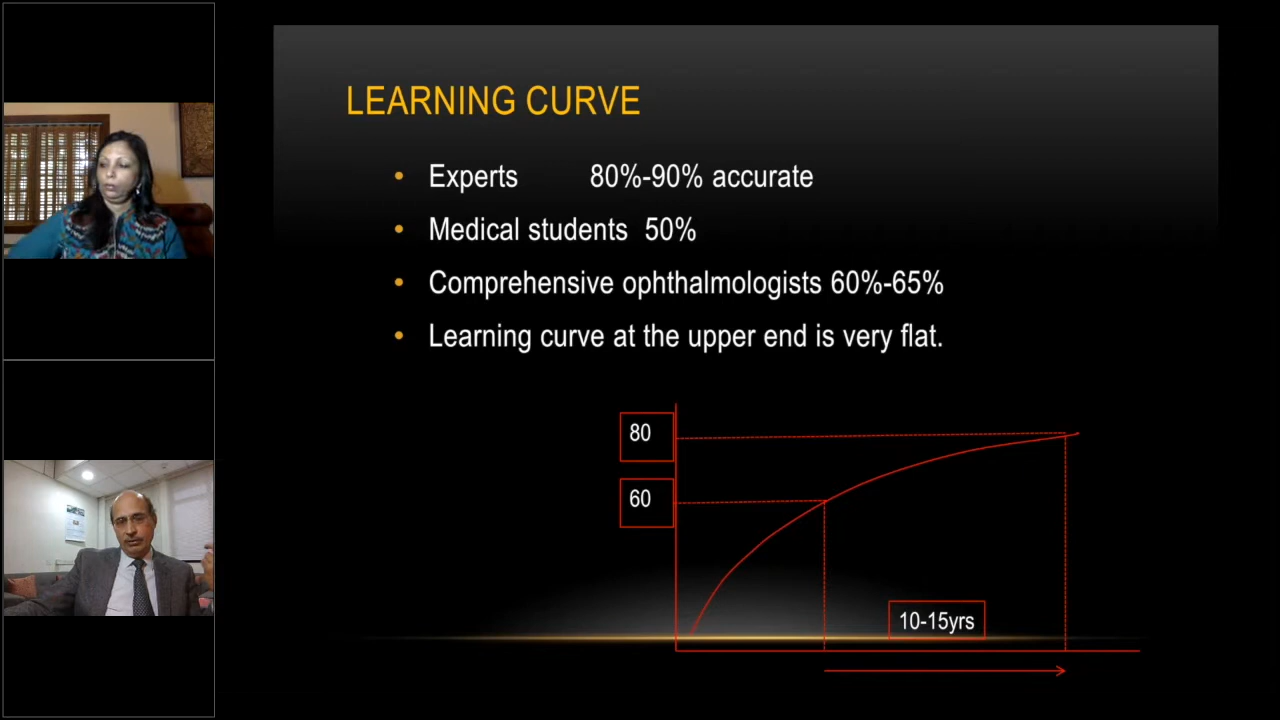 LEARNING CURVE
• Experts 80%-90% accurate
• Medical students 50%
• Comprehensive ophthalmologists 60%-65%
• Learning curve at the upper end is very flat.
80
60
10-15yrs